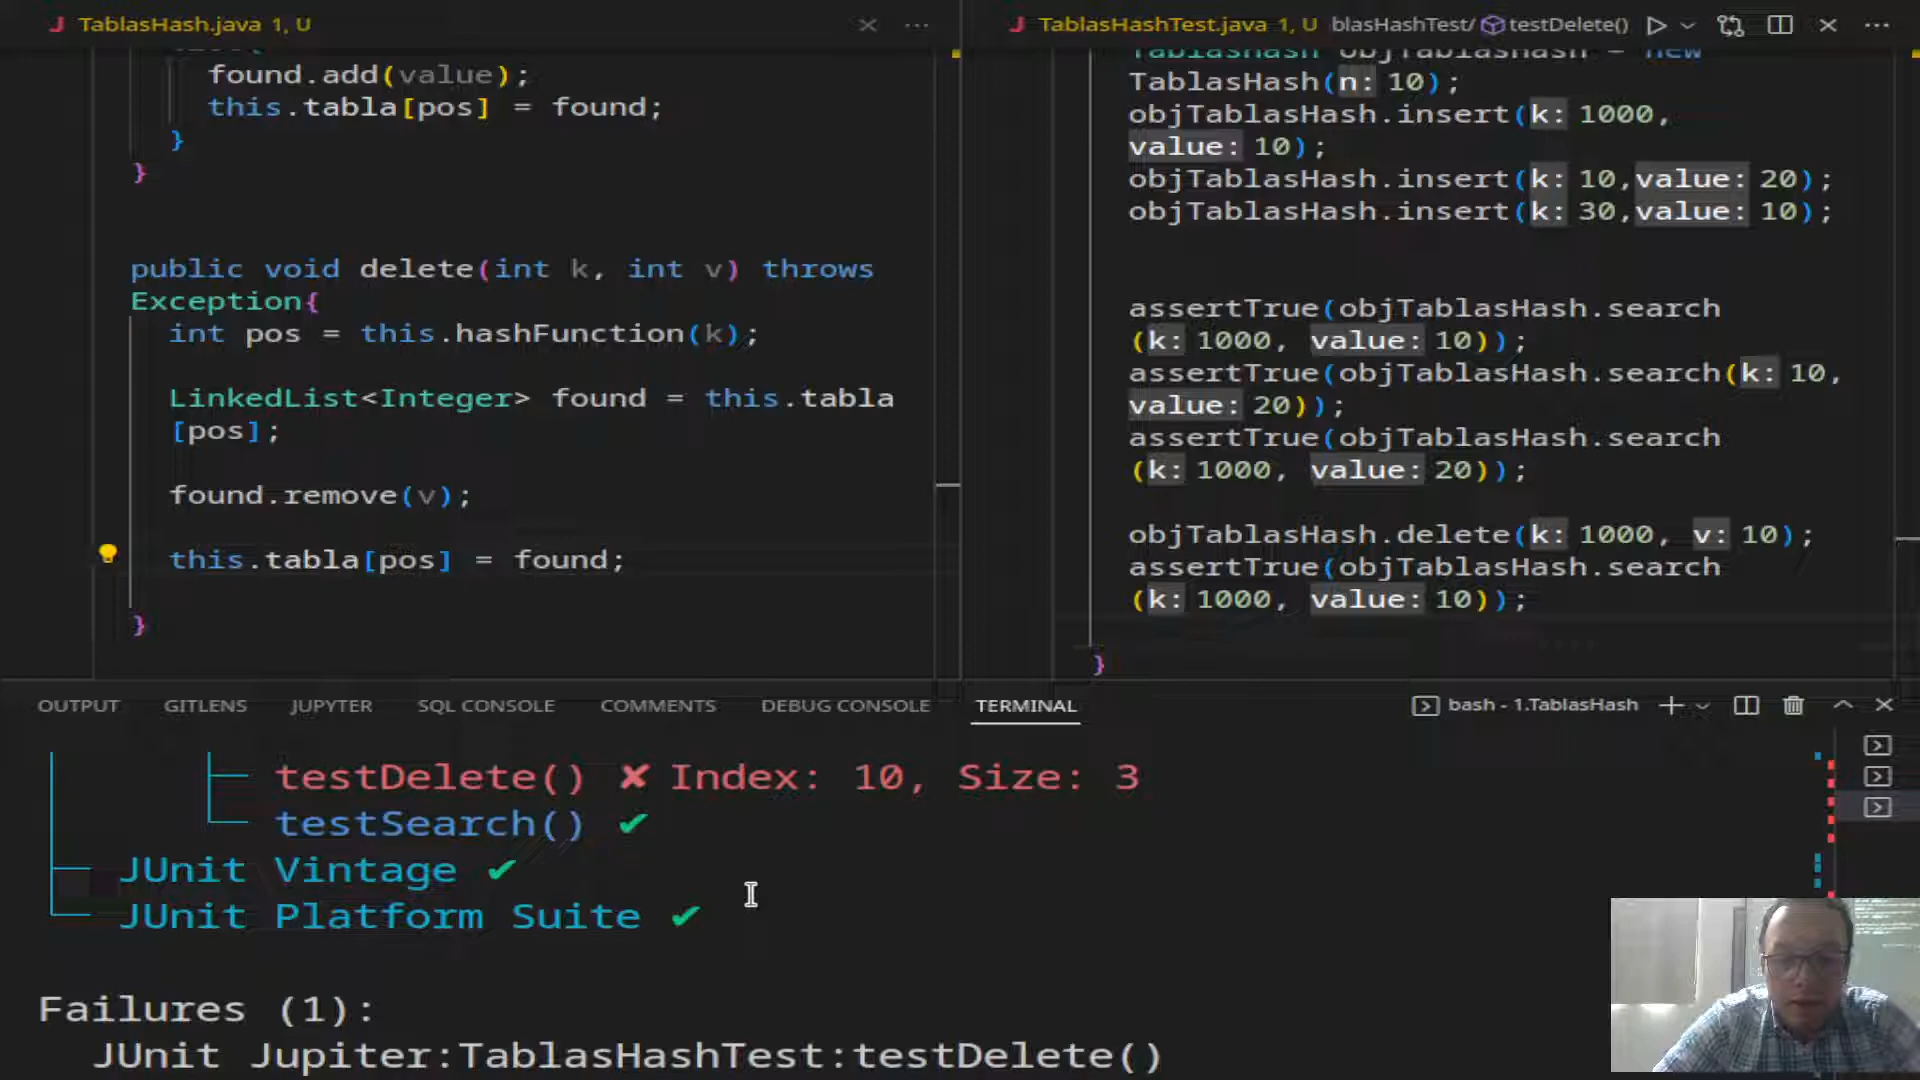 J TablasHash.java 1, U
found.add(value);
this.tabla[pos] = found;
}
}
public void delete(int k, int v) throws
Exception{
int pos = this.hashFunction(k);
LinkedList<Integer> found = this.tabla
[pos];
found.remove(v);
this.tabla[pos] = found;
}
J TablasHashTest.java 1, U blasHashTest/ testDelete()
TablasHash objTablasHash = new
TablasHash(n: 10);
objTablasHash.insert(k: 1000,
value: 10);
objTablasHash.insert(k: 10,value: 20);
objTablasHash.insert(k: 30,value: 10);
assertTrue(objTablasHash.search
(k: 1000, value: 10));
assertTrue(objTablasHash.search(k: 10,
value: 20));
assertTrue(objTablasHash.search
(k: 1000, value: 20));
objTablasHash.delete(k: 1000, v: 10);
assertTrue(objTablasHash.search
(k: 1000, value: 10));
}
OUTPUT GITLENS JUPYTER SQL CONSOLE COMMENTS DEBUG CONSOLE TERMINAL bash - 1.TablasHash
testDelete() ✘ Index: 10, Size: 3
testSearch() ✔
JUnit Vintage ✔
JUnit Platform Suite ✔
Failures (1):
JUnit Jupiter:TablasHashTest:testDelete()